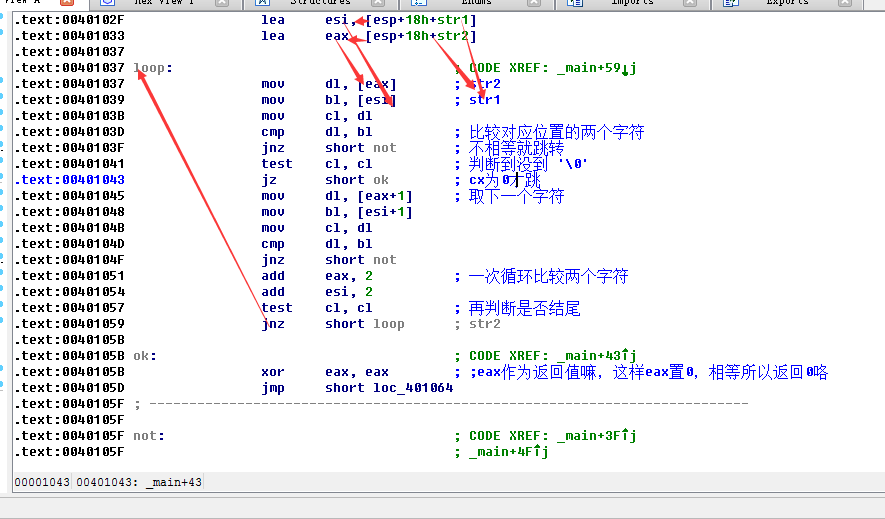 View A Hex View 1 Structures Enums Imports Exports
.text:0040102F lea esi, [esp+18h+str1]
.text:00401033 lea eax, [esp+18h+str2]
.text:00401037
.text:00401037 loop: ; CODE XREF: _main+59↓j
.text:00401037 mov dl, [eax] ; str2
.text:00401039 mov bl, [esi] ; str1
.text:0040103B mov cl, dl
.text:0040103D cmp dl, bl ; 比较对应位置的两个字符
.text:0040103F jnz short not ; 不相等就跳转
.text:00401041 test cl, cl ; 判断到没到 '\0'
.text:00401043 jz short ok ; cx为0才跳
.text:00401045 mov dl, [eax+1] ; 取下一个字符
.text:00401048 mov bl, [esi+1]
.text:0040104B mov cl, dl
.text:0040104D cmp dl, bl
.text:0040104F jnz short not
.text:00401051 add eax, 2 ; 一次循环比较两个字符
.text:00401054 add esi, 2
.text:00401057 test cl, cl ; 再判断是否结尾
.text:00401059 jnz short loop ; str2
.text:0040105B
.text:0040105B ok: ; CODE XREF: _main+43↑j
.text:0040105B xor eax, eax ; ;eax作为返回值嘛，这样eax置0，相等所以返回0咯
.text:0040105D jmp short loc_401064
.text:0040105F ; ---------------------------------------------------------------------------
.text:0040105F
.text:0040105F not: ; CODE XREF: _main+3F↑j
.text:0040105F ; _main+4F↑j
00001043 00401043: _main+43